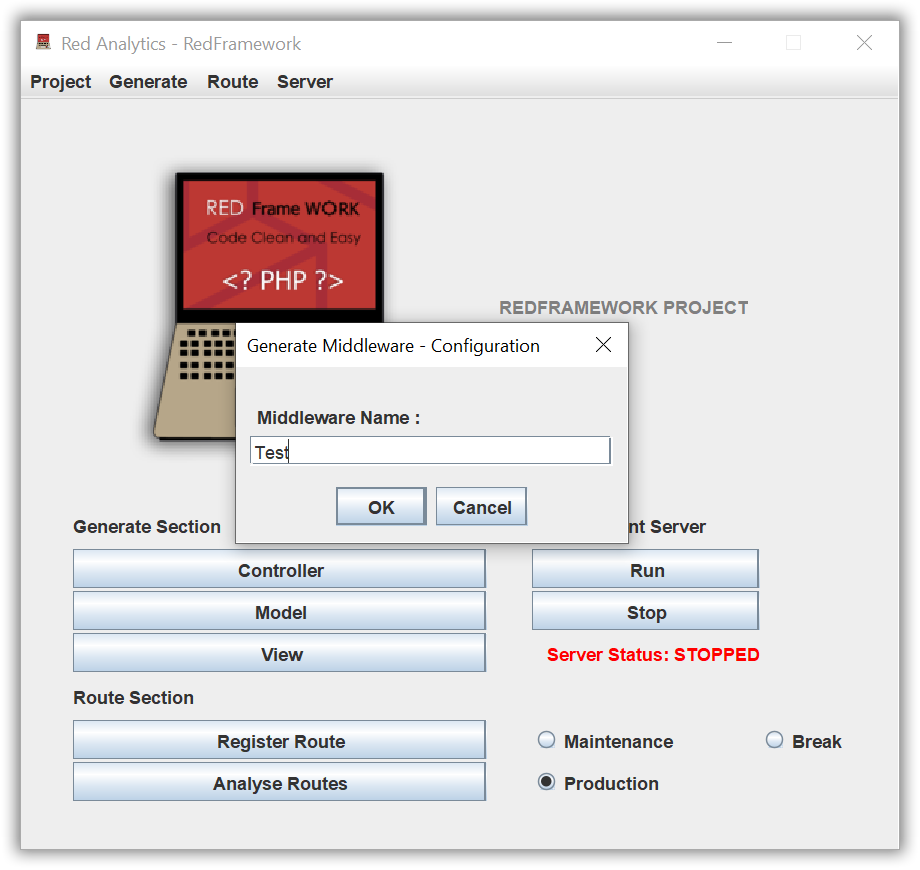 Red Analytics - RedFramework
Project Generate Route Server
RED Frame WORK
Code Clean and Easy
<? PHP ?>
REDFRAMEWORK PROJECT
Generate Middleware - Configuration
Middleware Name :
Test
OK Cancel
Generate Section
nt Server
Controller
Run
Model
Stop
View
Server Status: STOPPED
Route Section
Register Route
Maintenance
Break
Analyse Routes
Production